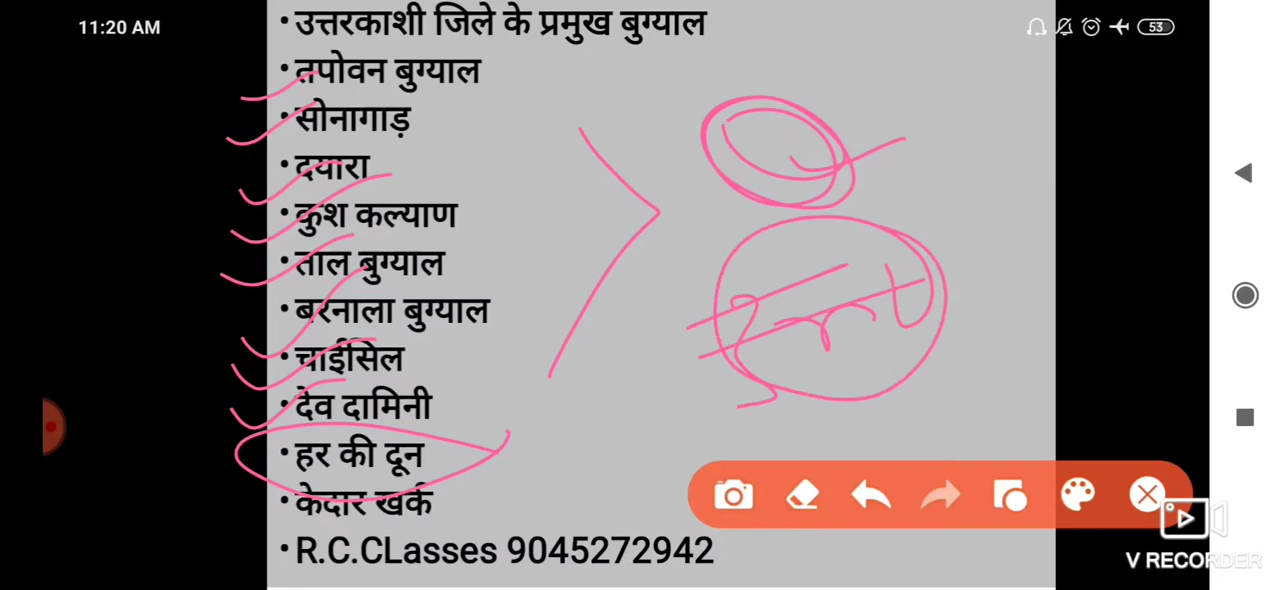 11:20 AM
53
• उत्तरकाशी जिले के प्रमुख बुग्याल
• तपोवन बुग्याल
• सोनागाड़
• दयारा
• कुश कल्याण
• ताल बुग्याल
• बरनाला बुग्याल
• चाईसिल
• देव दामिनी
• हर की दून
• केदार खर्क
• R.C.CLasses 9045272942
V RECORDER